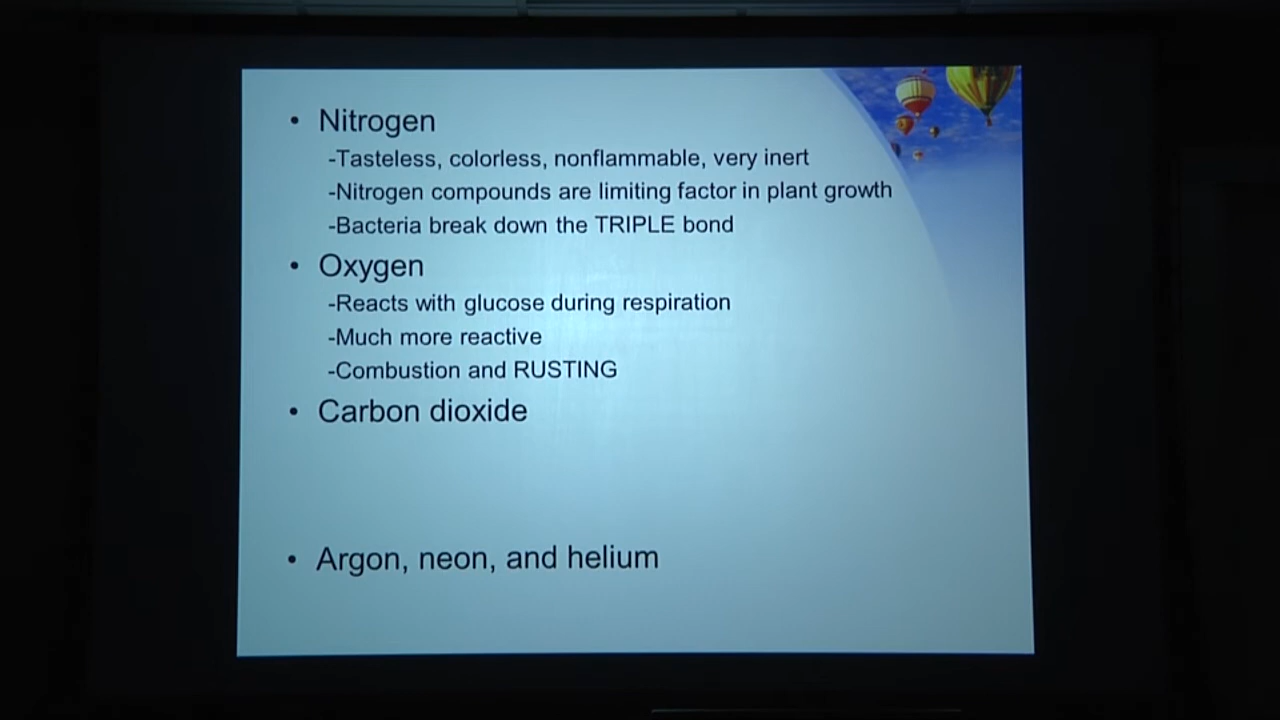 • Nitrogen
-Tasteless, colorless, nonflammable, very inert
-Nitrogen compounds are limiting factor in plant growth
-Bacteria break down the TRIPLE bond
• Oxygen
-Reacts with glucose during respiration
-Much more reactive
-Combustion and RUSTING
• Carbon dioxide
• Argon, neon, and helium